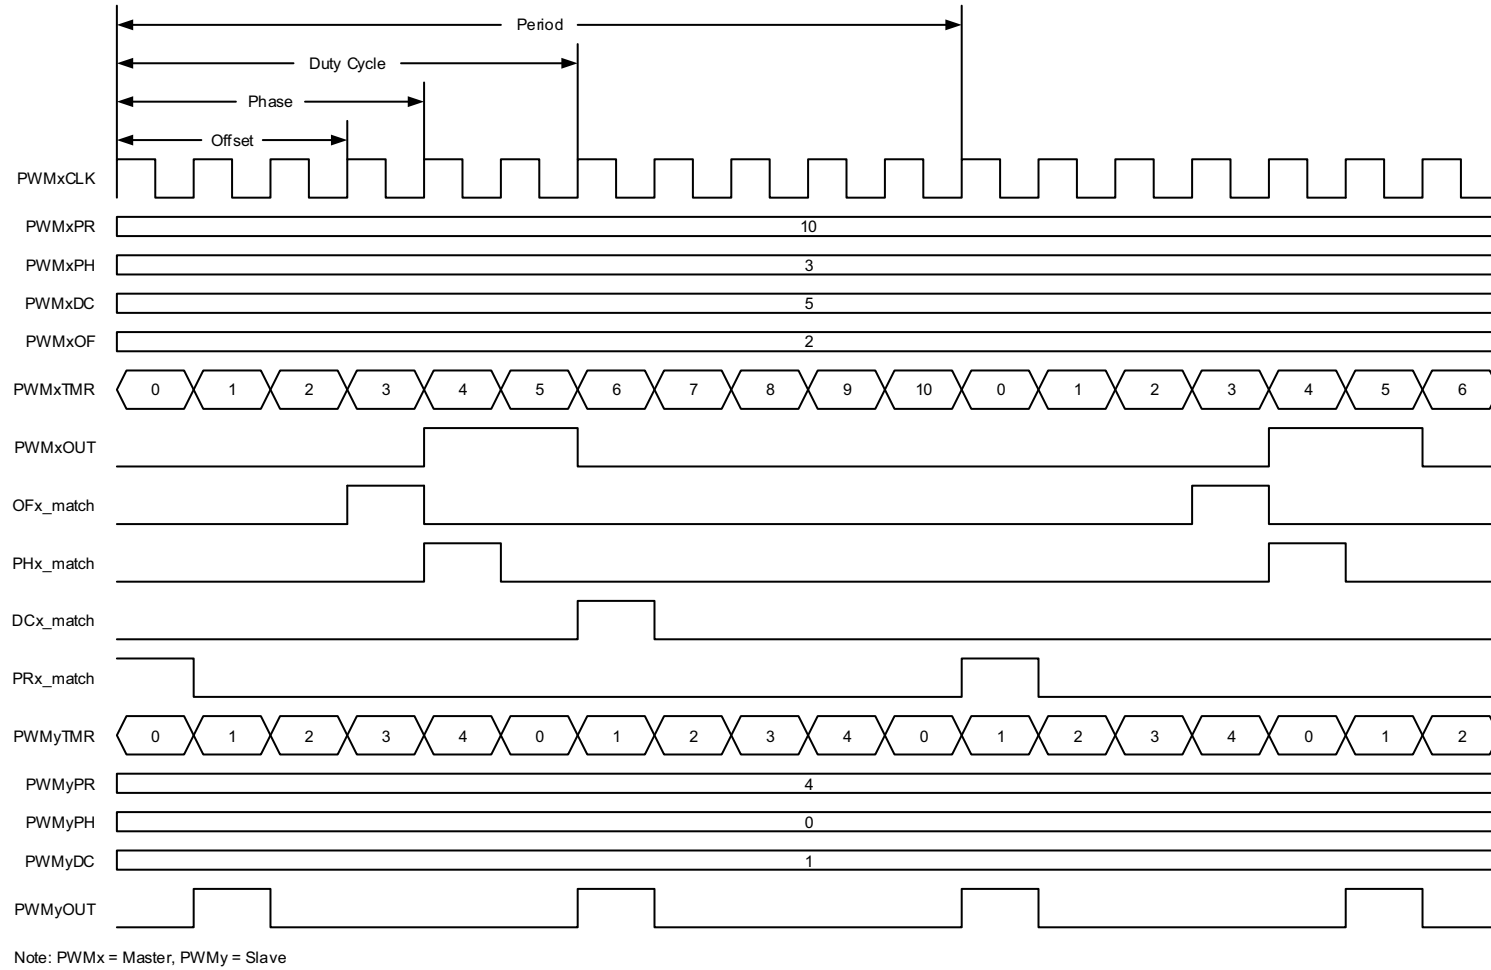 Period
Duty Cycle
Phase
Offset
PWMxCLK
PWMxPR 10
PWMxPH 3
PWMxDC 5
PWMxOF 2
PWMxTMR 0 1 2 3 4 5 6 7 8 9 10 0 1 2 3 4 5 6
PWMxOUT
OFx_match
PHx_match
DCx_match
PRx_match
PWMyTMR 0 1 2 3 4 0 1 2 3 4 0 1 2 3 4 0 1 2
PWMyPR 4
PWMyPH 0
PWMyDC 1
PWMyOUT
Note: PWMx = Master, PWMy = Slave